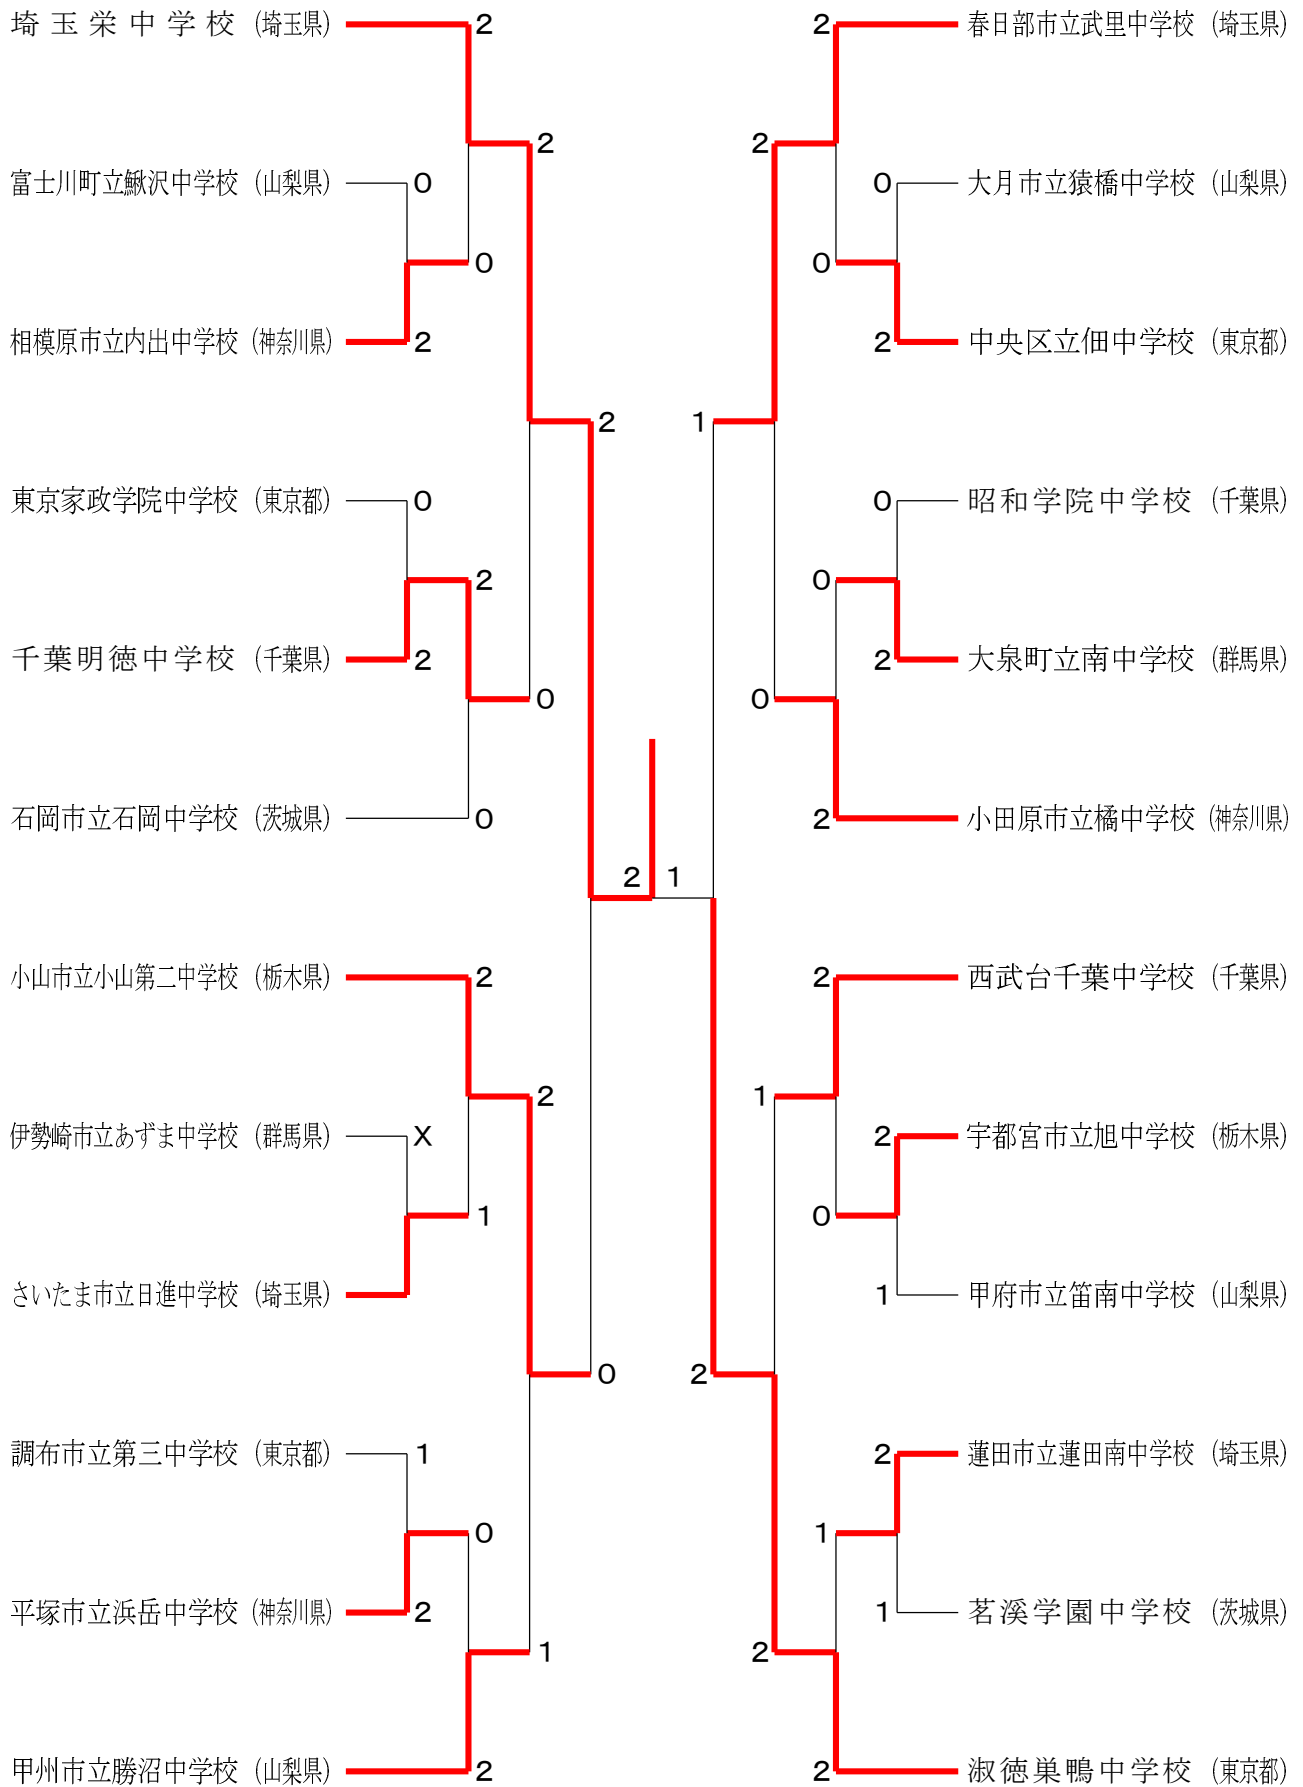 埼玉栄中学校 (埼玉県) 2 2 春日部市立武里中学校 (埼玉県)
2 2
富士川町立鰍沢中学校 (山梨県) 0 0 大月市立猿橋中学校 (山梨県)
0 0
相模原市立内出中学校 (神奈川県) 2 2 中央区立佃中学校 (東京都)
2 1
東京家政学院中学校 (東京都) 0 0 昭和学院中学校 (千葉県)
2 0
千葉明徳中学校 (千葉県) 2 2 大泉町立南中学校 (群馬県)
0 0
石岡市立石岡中学校 (茨城県) 0 2 小田原市立橘中学校 (神奈川県)
2 1
小山市立小山第二中学校 (栃木県) 2 2 西武台千葉中学校 (千葉県)
2 1
伊勢崎市立あずま中学校 (群馬県) X 2 宇都宮市立旭中学校 (栃木県)
1 0
さいたま市立日進中学校 (埼玉県) 1 甲府市立笛南中学校 (山梨県)
0 2
調布市立第三中学校 (東京都) 1 2 蓮田市立蓮田南中学校 (埼玉県)
0 1
平塚市立浜岳中学校 (神奈川県) 2 1 茗溪学園中学校 (茨城県)
1 2
甲州市立勝沼中学校 (山梨県) 2 2 淑徳巣鴨中学校 (東京都)